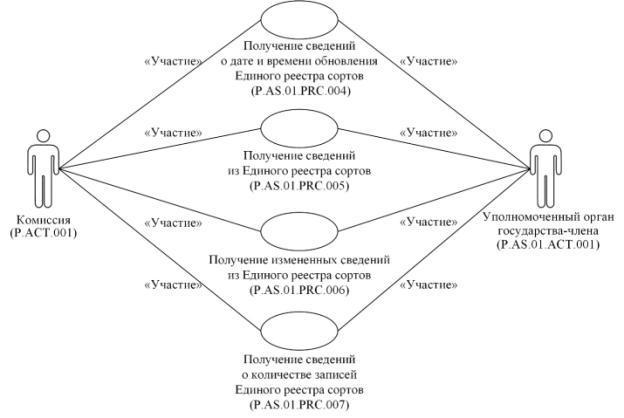 «Участие»
«Участие»
Получение сведений
о дате и времени обновления
Единого реестра сортов
(P.AS.01.PRC.004)
«Участие»
«Участие»
Получение сведений
из Единого реестра сортов
(P.AS.01.PRC.005)
Комиссия
(P.ACT.001)
Уполномоченный орган
государства-члена
(P.AS.01.ACT.001)
«Участие»
«Участие»
Получение измененных сведений
из Единого реестра сортов
(P.AS.01.PRC.006)
«Участие»
«Участие»
Получение сведений
о количестве записей
Единого реестра сортов
(P.AS.01.PRC.007)